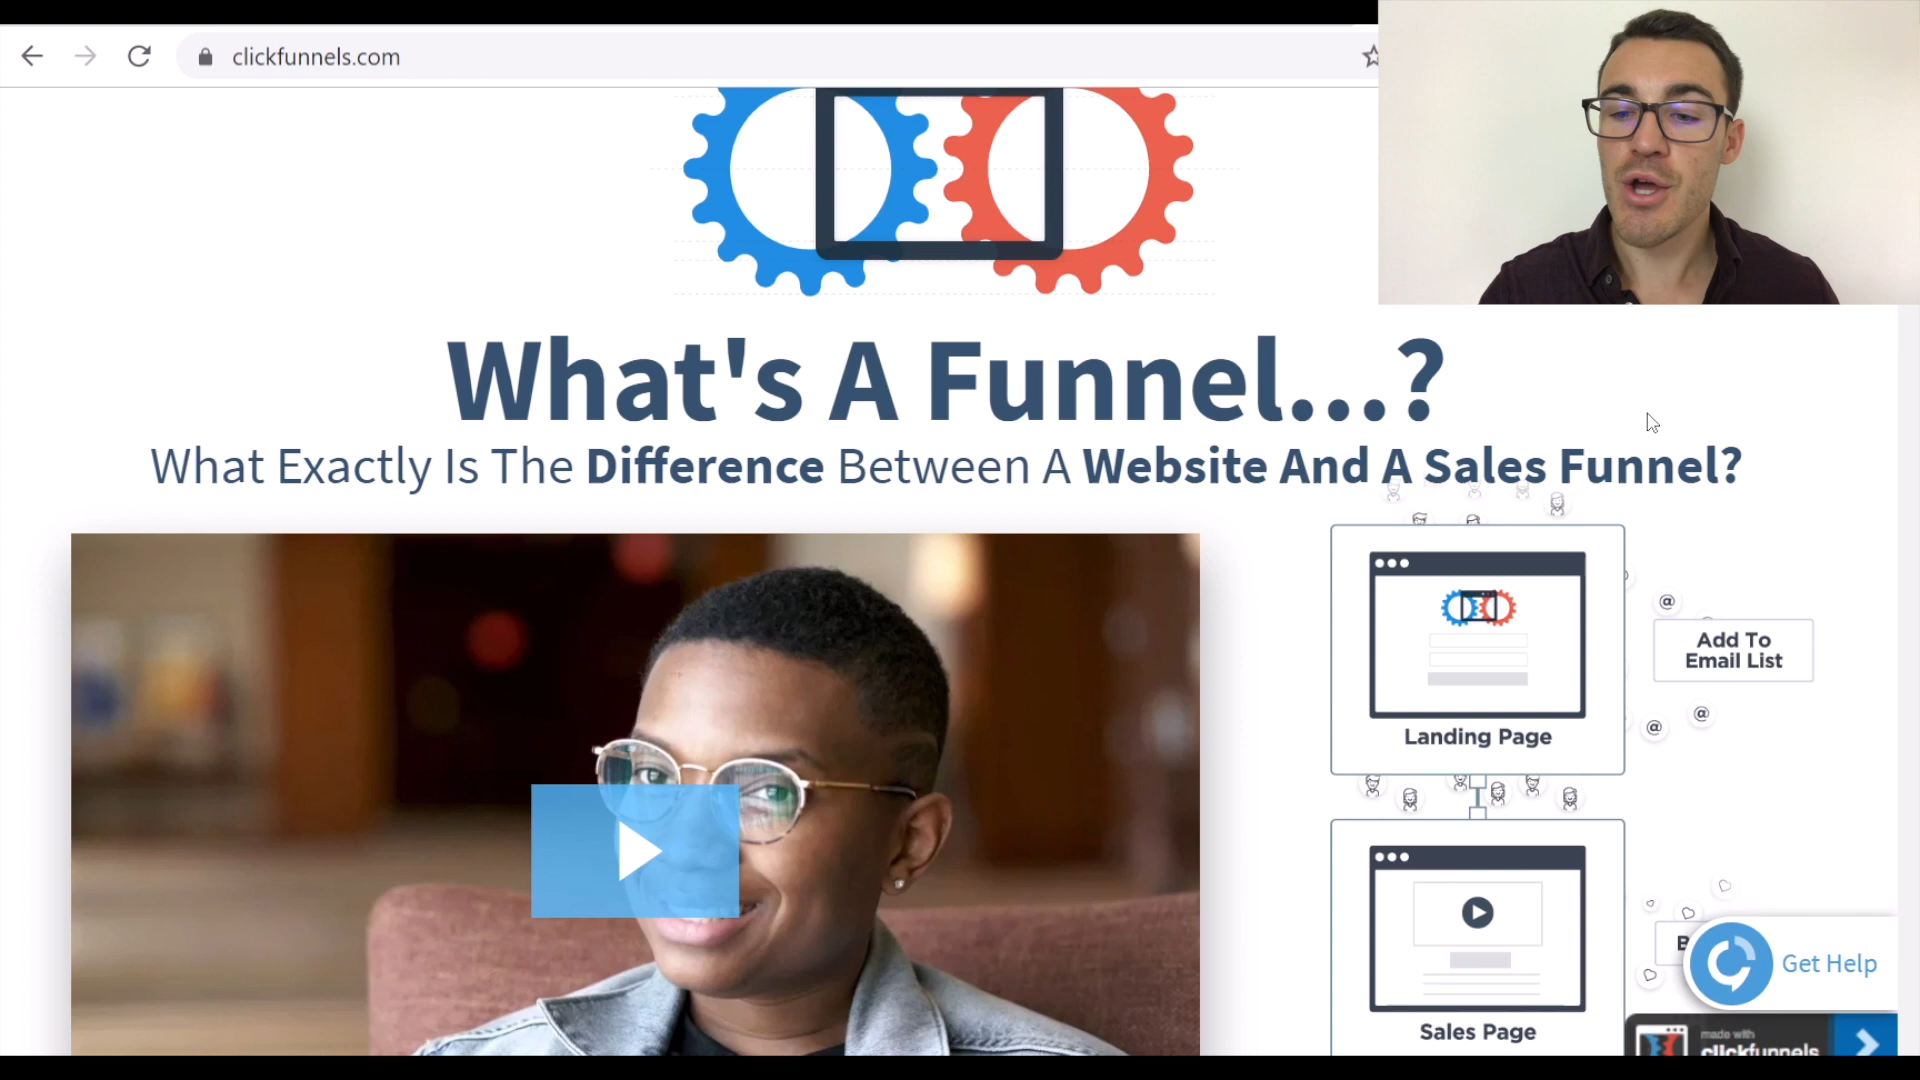 clickfunnels.com
What's A Funnel...?
What Exactly Is The Difference Between A Website And A Sales Funnel?
@
Add To
Email List
@
@
Landing Page
Get Help
Sales Page
made with
clickfunnels